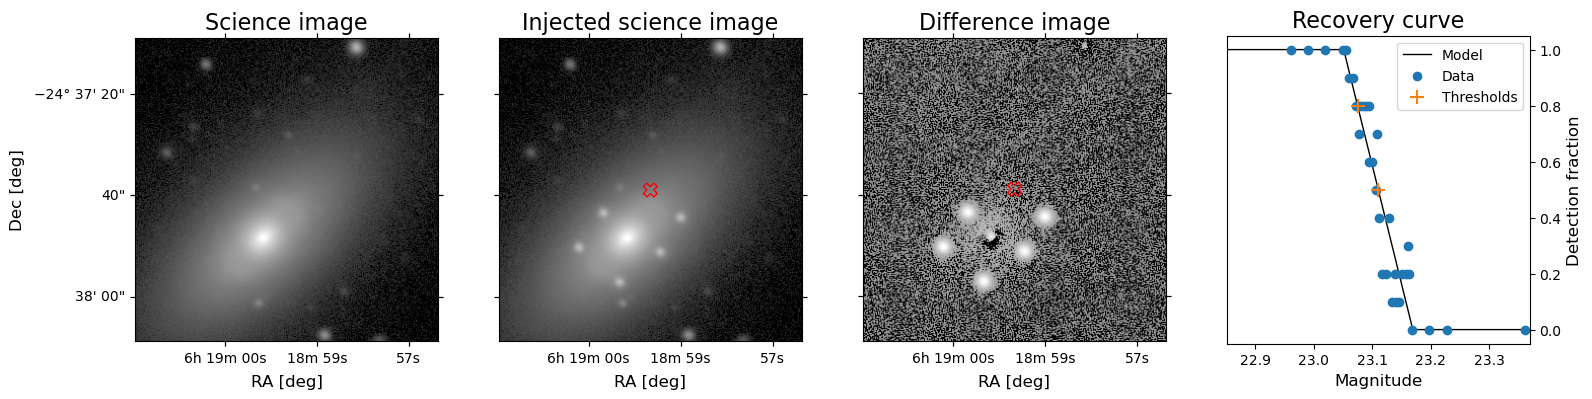 Science image
Injected science image
Difference image
Recovery curve
Dec [deg]
−24° 37' 20"
40"
38' 00"
6h 19m 00s
18m 59s
57s
RA [deg]
6h 19m 00s
18m 59s
57s
RA [deg]
6h 19m 00s
18m 59s
57s
RA [deg]
Model
Data
Thresholds
1.0
0.8
0.6
0.4
0.2
0.0
Detection fraction
22.9
23.0
23.1
23.2
23.3
Magnitude